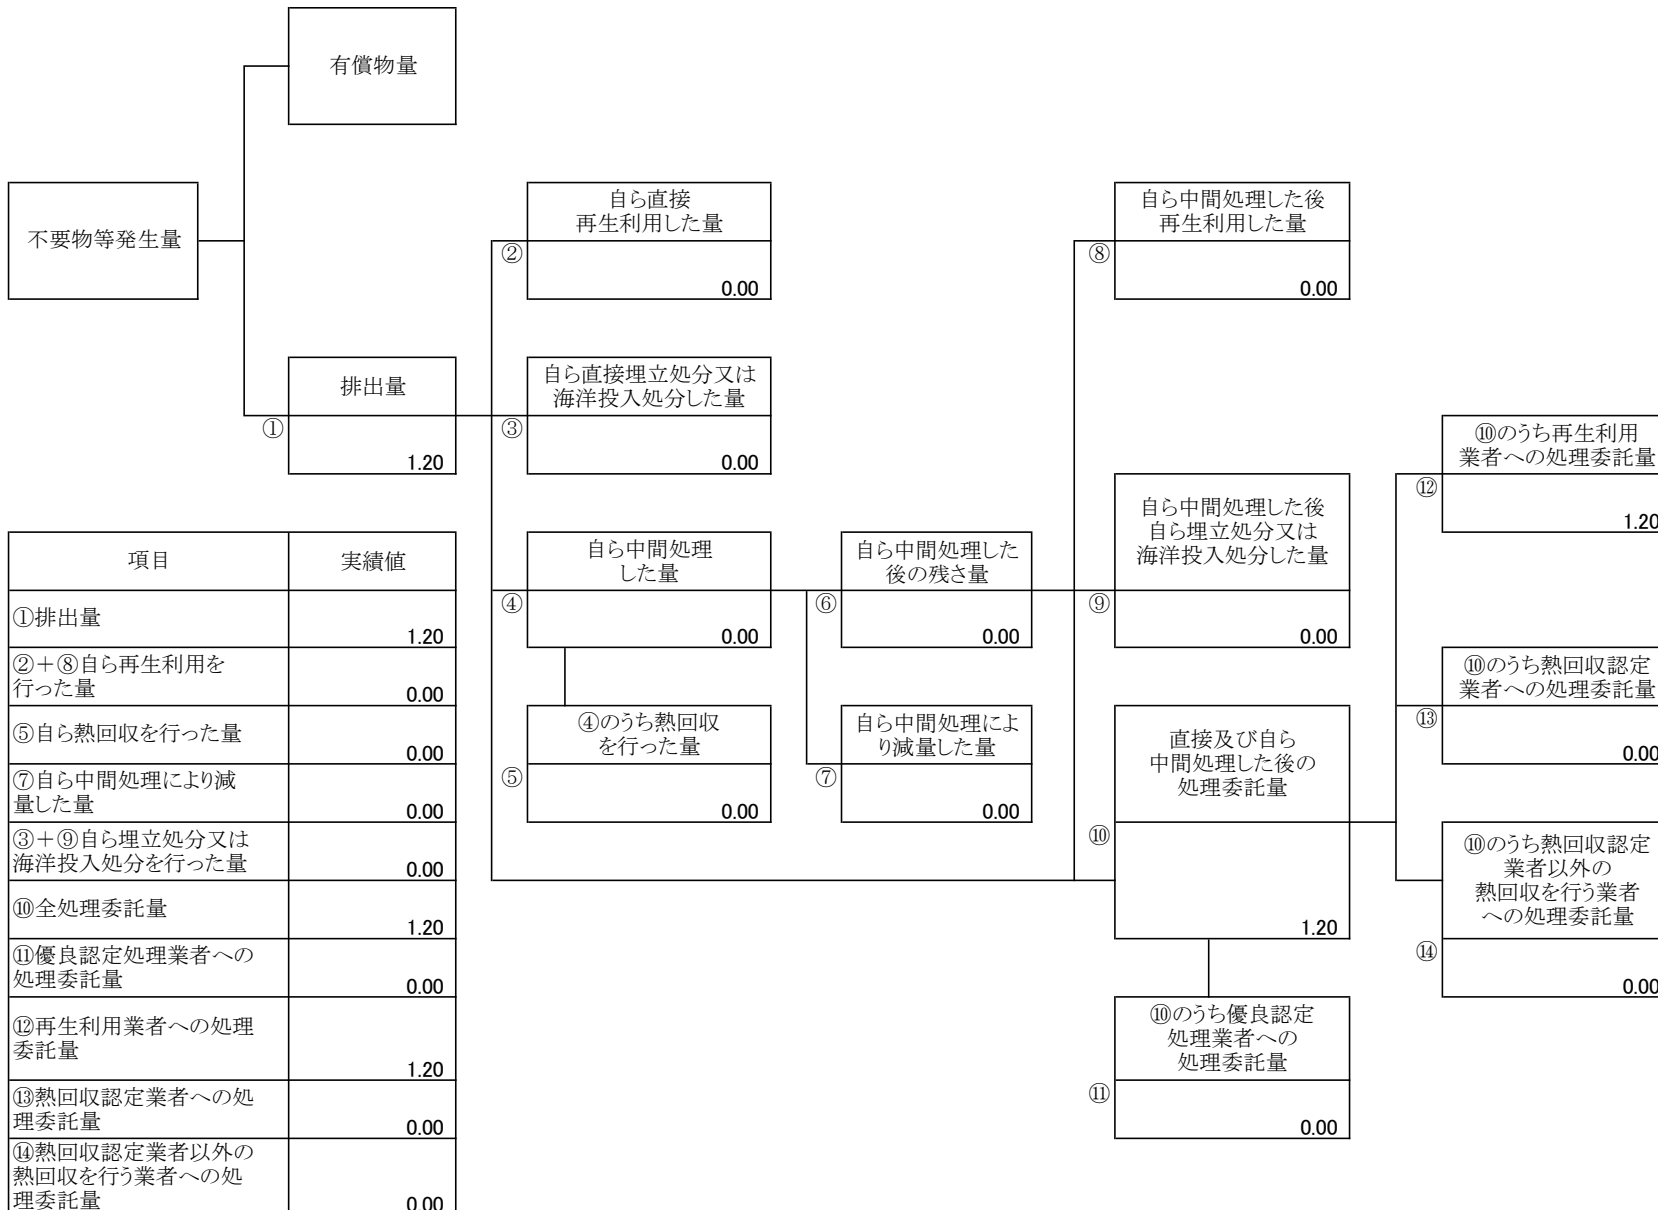 有償物量
不要物等発生量
自ら直接
再生利用した量
②
0.00
自ら中間処理した後
再生利用した量
⑧
0.00
排出量
①
1.20
自ら直接埋立処分又は
海洋投入処分した量
③
0.00
⑩のうち再生利用
業者への処理委託量
⑫
1.20
自ら中間処理
した量
④
0.00
自ら中間処理した
後の残さ量
⑥
0.00
自ら中間処理した後
自ら埋立処分又は
海洋投入処分した量
⑨
0.00
④のうち熱回収
を行った量
⑤
0.00
自ら中間処理によ
り減量した量
⑦
0.00
直接及び自ら
中間処理した後の
処理委託量
⑩
1.20
⑩のうち熱回収認定
業者への処理委託量
⑬
0.00
⑩のうち熱回収認定
業者以外の
熱回収を行う業者
への処理委託量
⑭
0.00
⑩のうち優良認定
処理業者への
処理委託量
⑪
0.00
項目 実績値
①排出量
1.20
②+⑧自ら再生利用を
行った量
0.00
⑤自ら熱回収を行った量
0.00
⑦自ら中間処理により減
量した量
0.00
③+⑨自ら埋立処分又は
海洋投入処分を行った量
0.00
⑩全処理委託量
1.20
⑪優良認定処理業者への
処理委託量
0.00
⑫再生利用業者への処理
委託量
1.20
⑬熱回収認定業者への処
理委託量
0.00
⑭熱回収認定業者以外の
熱回収を行う業者への処
理委託量
0.00